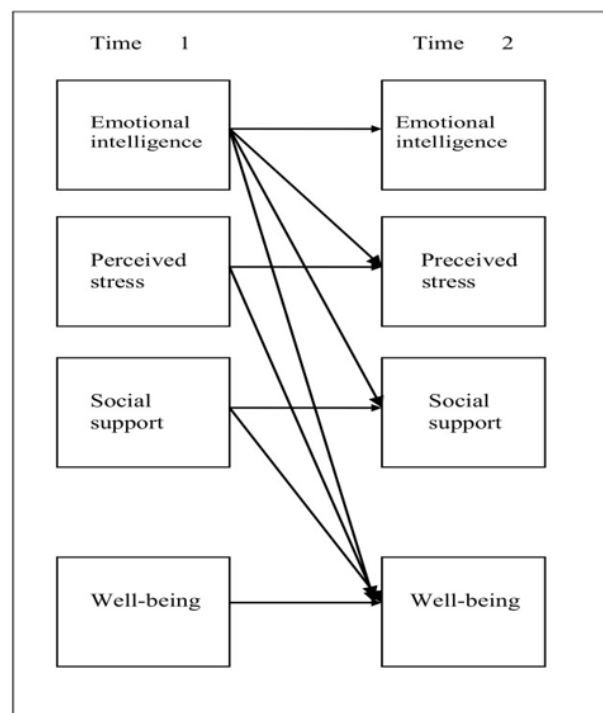 Time 1
Time 2
Emotional
intelligence
Emotional
intelligence
Perceived
stress
Preceived
stress
Social
support
Social
support
Well-being
Well-being